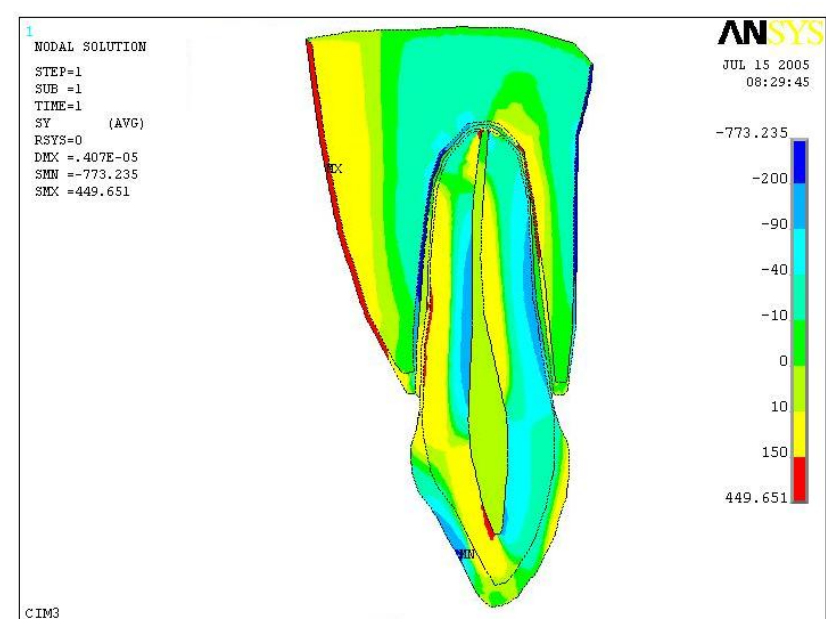 1
NODAL SOLUTION
STEP=1
SUB =1
TIME=1
SY (AVG)
RSYS=0
DMX =.407E-05
SMN =-773.235
SMX =449.651
ANSYS
JUL 15 2005
08:29:45
-773.235
-200
-90
-40
-10
0
10
150
449.651
MX
MN
CIM3